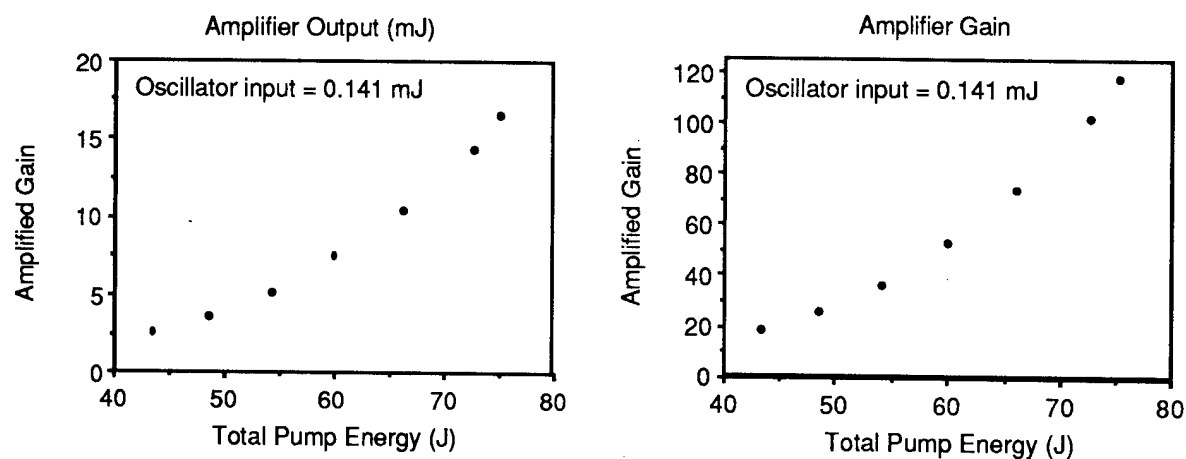 Amplifier Output (mJ)
20
15
10
5
0
Amplified Gain
Oscillator input = 0.141 mJ
40 50 60 70 80
Total Pump Energy (J)
Amplifier Gain
120
100
80
60
40
20
0
Amplified Gain
Oscillator input = 0.141 mJ
40 50 60 70 80
Total Pump Energy (J)